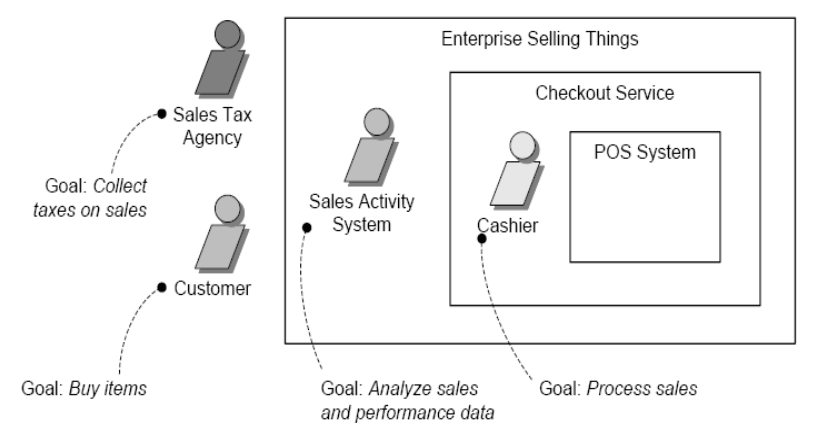 Enterprise Selling Things
Checkout Service
POS System
Sales Tax
Agency
Goal: Collect
taxes on sales
Sales Activity
System
Cashier
Customer
Goal: Buy items
Goal: Analyze sales
and performance data
Goal: Process sales